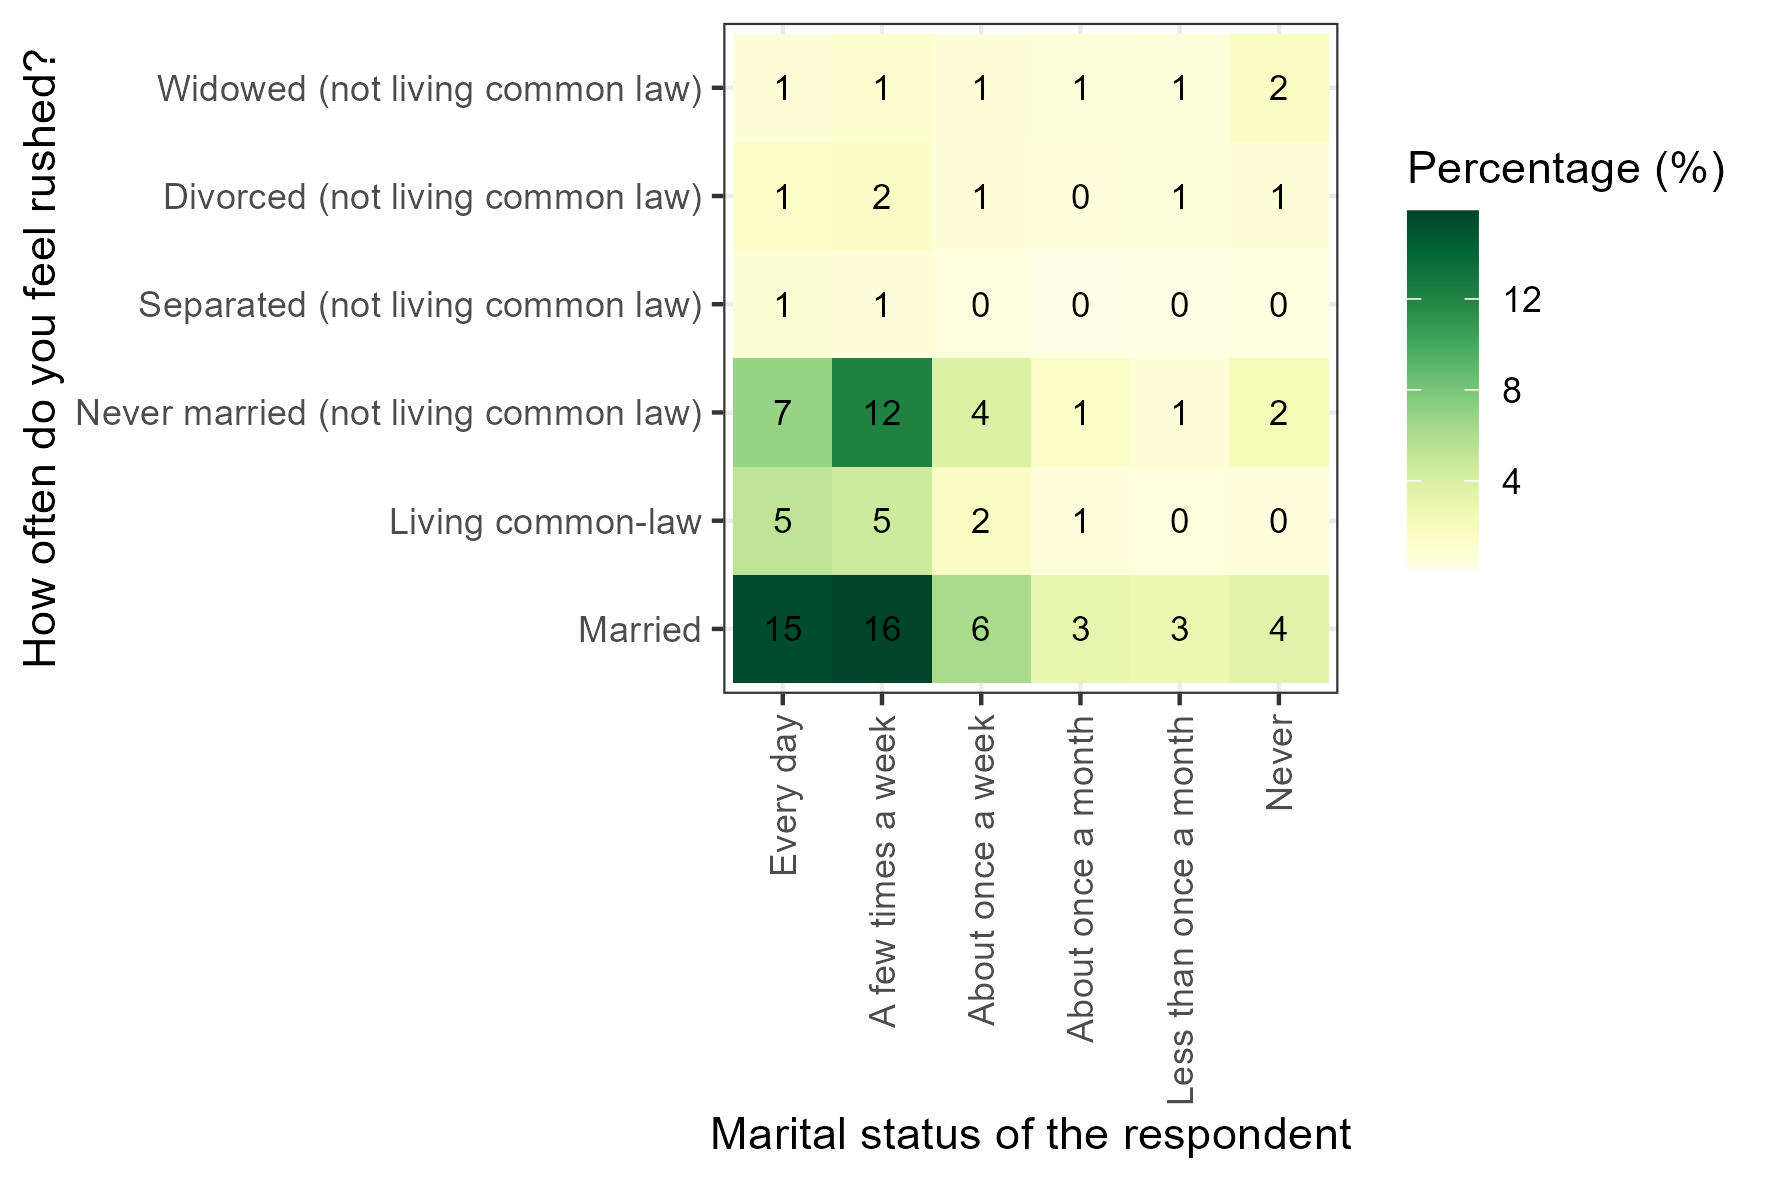 How often do you feel rushed?
Widowed (not living common law) 1 1 1 1 1 2
Divorced (not living common law) 1 2 1 0 1 1
Separated (not living common law) 1 1 0 0 0 0
Never married (not living common law) 7 12 4 1 1 2
Living common-law 5 5 2 1 0 0
Married 15 16 6 3 3 4
Every day
A few times a week
About once a week
About once a month
Less than once a month
Never
Marital status of the respondent
Percentage (%)
12
8
4